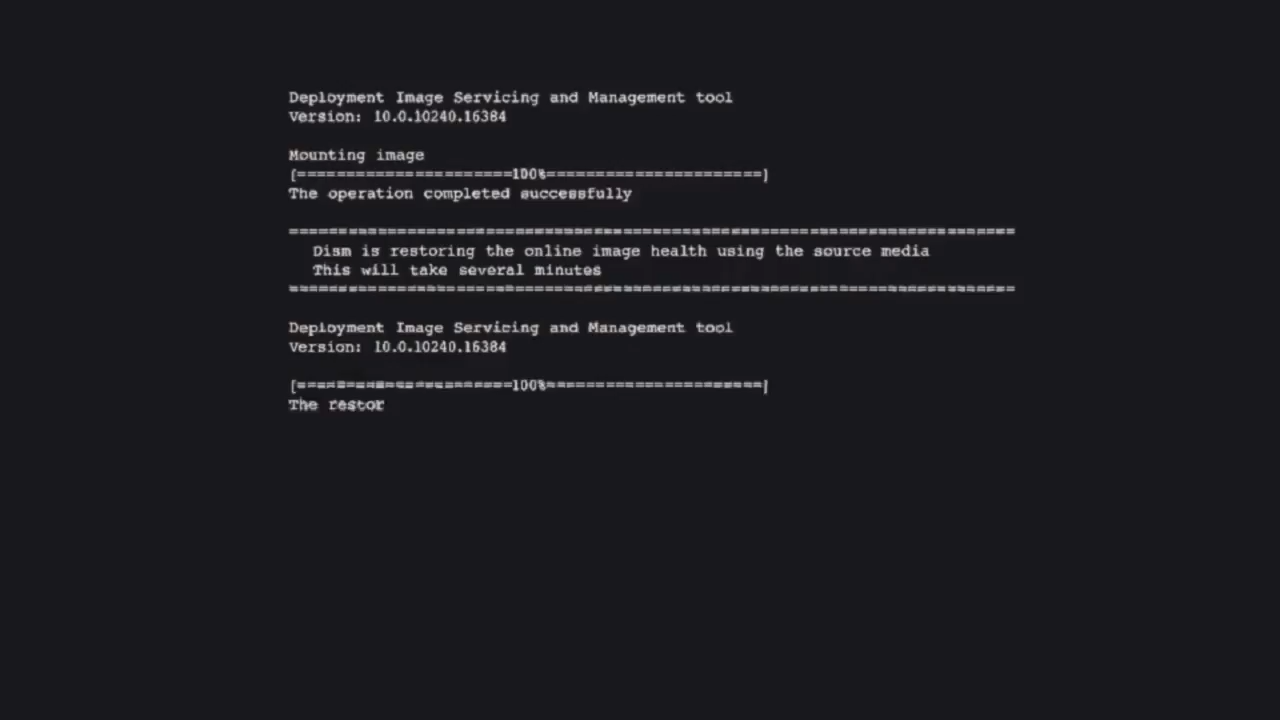 Deployment Image Servicing and Management tool
Version: 10.0.10240.16384
Mounting image
[======================100%======================]
The operation completed successfully
===========================================================================
Dism is restoring the online image health using the source media
This will take several minutes
===========================================================================
Deployment Image Servicing and Management tool
Version: 10.0.10240.16384
[======================100%======================]
The restor